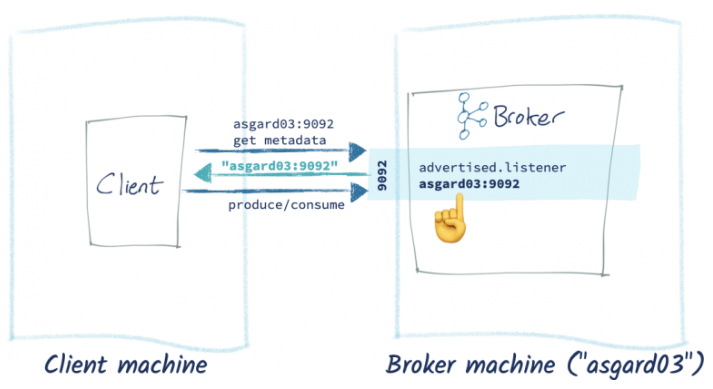 asgard03:9092
get metadata
"asgard03:9092"
produce/consume
Client
9092
Broker
advertised.listener
asgard03:9092
Client machine
Broker machine ("asgard03")